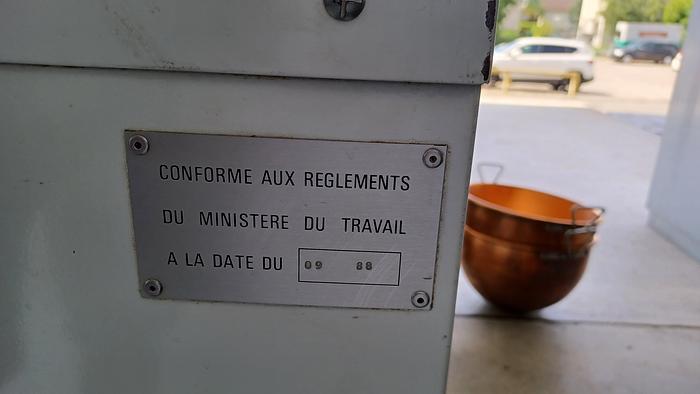 CONFORME AUX REGLEMENTS
DU MINISTERE DU TRAVAIL
A LA DATE DU 09 88